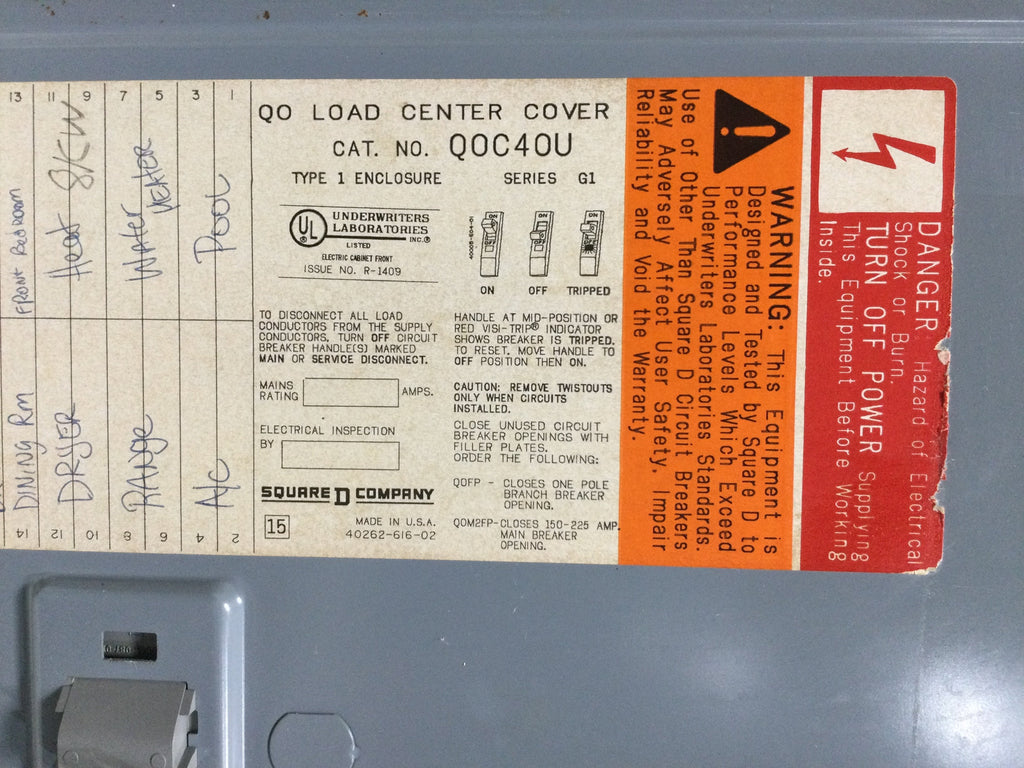 DANGER: Hazard of Electrical
Shock or Burn.
TURN OFF POWER Supplying
This Equipment Before Working
Inside.
WARNING: This Equipment is
Designed and Tested by Square D to
Performance Levels Which Exceed
Underwriters Laboratories Standards.
Use of Other Than Square D Circuit Breakers
May Adversely Affect User Safety, Impair
Reliability and Void the Warranty.
QO LOAD CENTER COVER
CAT. NO. QOC40U
TYPE 1 ENCLOSURE SERIES G1
UL
UNDERWRITERS
LABORATORIES
INC.®
LISTED
ELECTRIC CABINET FRONT
ISSUE NO. R-1409
ON OFF TRIPPED
TO DISCONNECT ALL LOAD
CONDUCTORS FROM THE SUPPLY
CONDUCTORS, TURN OFF CIRCUIT
BREAKER HANDLE(S) MARKED
MAIN OR SERVICE DISCONNECT.
MAINS
RATING AMPS.
ELECTRICAL INSPECTION
BY
SQUARE D COMPANY
15
MADE IN U.S.A.
40262-616-02
HANDLE AT MID-POSITION OR
RED VISI-TRIP® INDICATOR
SHOWS BREAKER IS TRIPPED.
TO RESET, MOVE HANDLE TO
OFF POSITION THEN ON.
CAUTION: REMOVE TWISTOUTS
ONLY WHEN CIRCUITS
INSTALLED.
CLOSE UNUSED CIRCUIT
BREAKER OPENINGS WITH
FILLER PLATES.
ORDER THE FOLLOWING:
QOFP - CLOSES ONE POLE
BRANCH BREAKER
OPENING.
QOM2FP-CLOSES 150-225 AMP.
MAIN BREAKER
OPENING.
1 POOL A/C 2
3 4
5 WATER HEATER RANGE 6
7 8
9 Heat 8KW DRYER 10
11 12
13 FRONT BEDROOM DINING RM 14